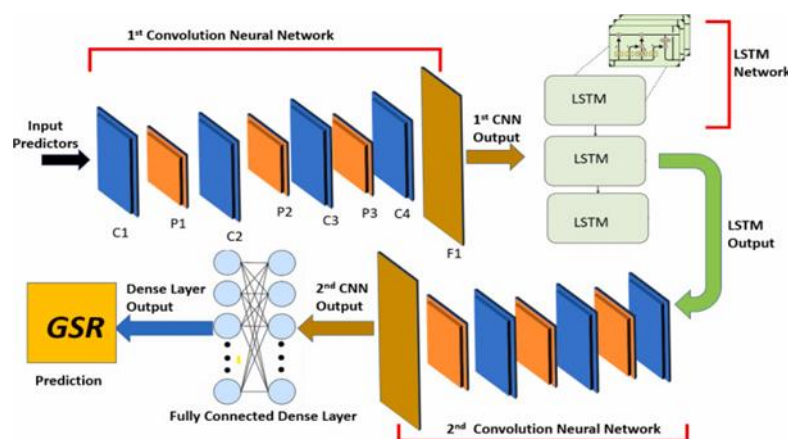 1st Convolution Neural Network
Input
Predictors
C1
P1
C2
P2
C3
P3
C4
F1
1st CNN
Output
LSTM
LSTM
LSTM
LSTM
Network
LSTM
Output
GSR
Prediction
Dense Layer
Output
2nd CNN
Output
Fully Connected Dense Layer
2nd Convolution Neural Network